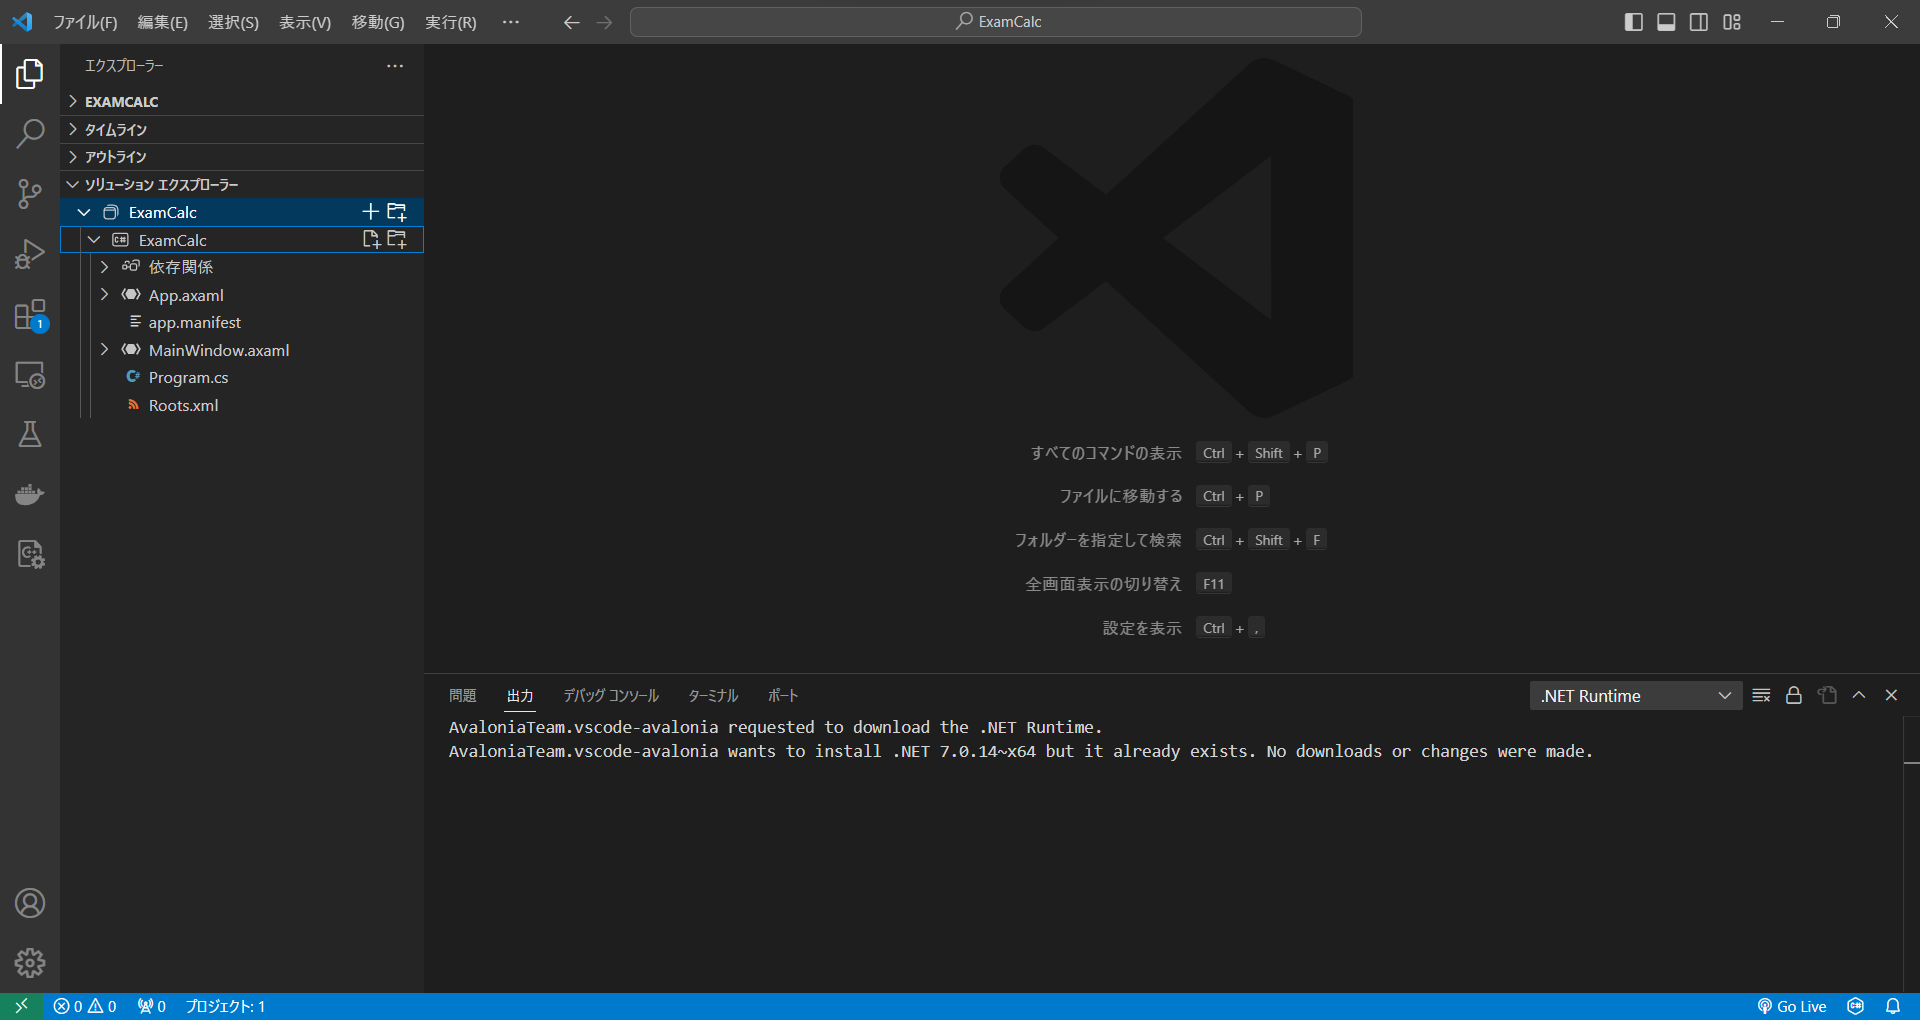 ファイル(F) 編集(E) 選択(S) 表示(V) 移動(G) 実行(R) ··· ExamCalc
エクスプローラー ···
EXAMCALC
タイムライン
アウトライン
ソリューション エクスプローラー
ExamCalc
ExamCalc
依存関係
App.axaml
app.manifest
MainWindow.axaml
Program.cs
Roots.xml
1
すべてのコマンドの表示 Ctrl + Shift + P
ファイルに移動する Ctrl + P
フォルダーを指定して検索 Ctrl + Shift + F
全画面表示の切り替え F11
設定を表示 Ctrl + ,
問題 出力 デバッグ コンソール ターミナル ポート .NET Runtime
AvaloniaTeam.vscode-avalonia requested to download the .NET Runtime.
AvaloniaTeam.vscode-avalonia wants to install .NET 7.0.14~x64 but it already exists. No downloads or changes were made.
0 0 0 プロジェクト: 1 Go Live